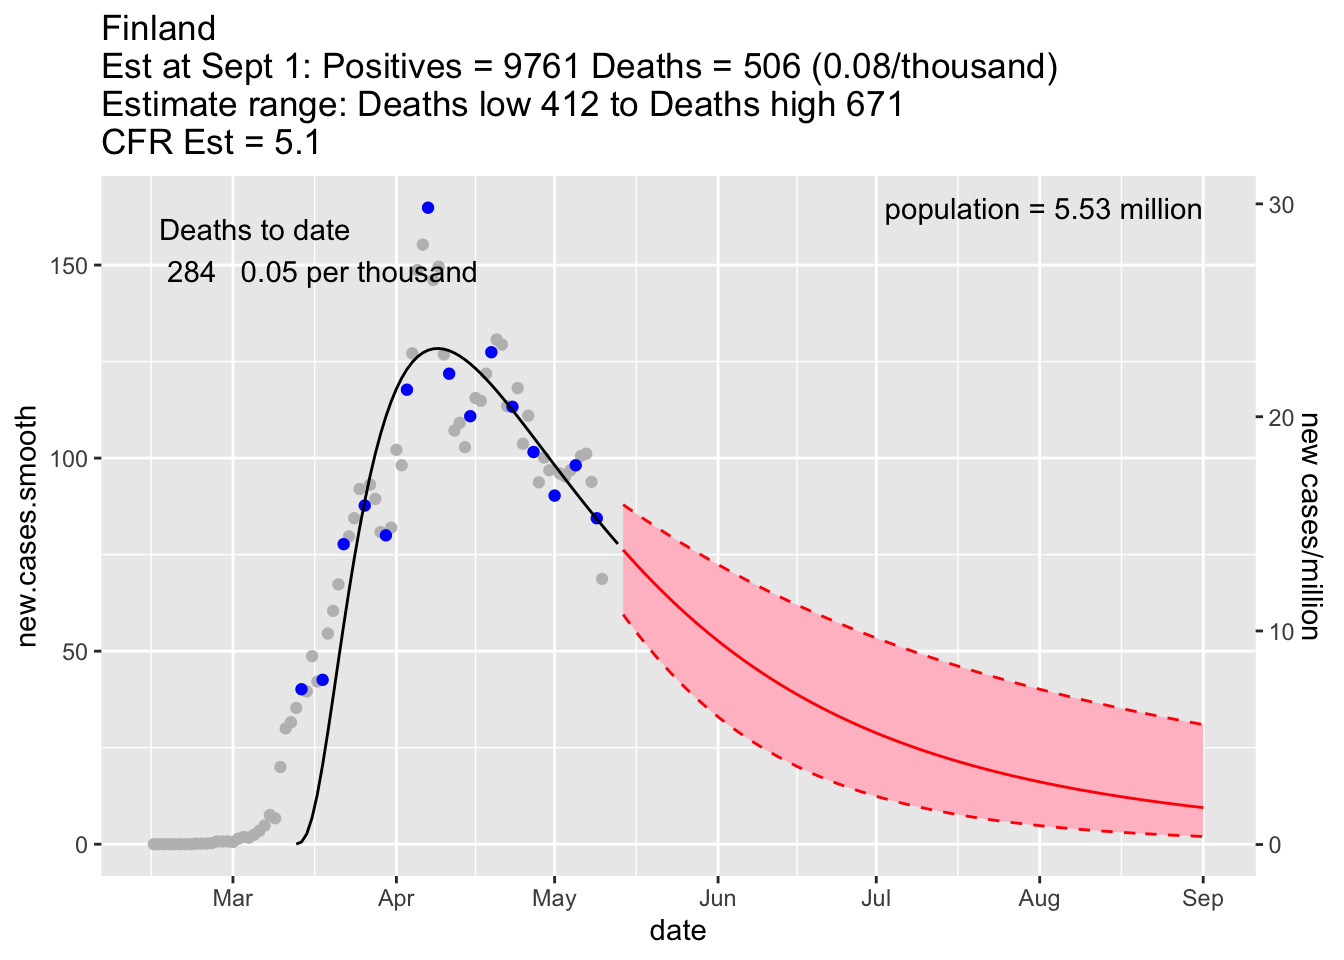 Finland
Est at Sept 1: Positives = 9761 Deaths = 506 (0.08/thousand)
Estimate range: Deaths low 412 to Deaths high 671
CFR Est = 5.1
Deaths to date
284 0.05 per thousand
population = 5.53 million
150
100
50
0
new.cases.smooth
30
20
10
0
new cases/million
Mar Apr May Jun Jul Aug Sep
date